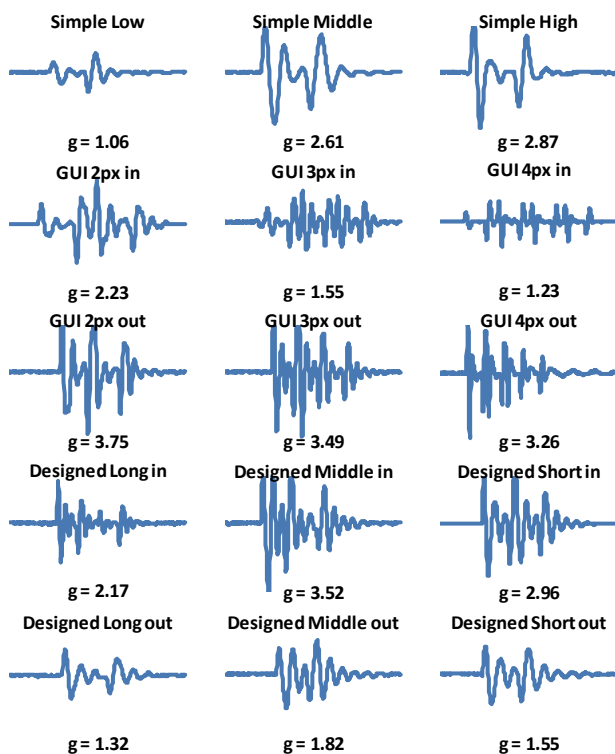 Simple Low Simple Middle Simple High
g = 1.06 g = 2.61 g = 2.87
GUI 2px in GUI 3px in GUI 4px in
g = 2.23 g = 1.55 g = 1.23
GUI 2px out GUI 3px out GUI 4px out
g = 3.75 g = 3.49 g = 3.26
Designed Long in Designed Middle in Designed Short in
g = 2.17 g = 3.52 g = 2.96
Designed Long out Designed Middle out Designed Short out
g = 1.32 g = 1.82 g = 1.55